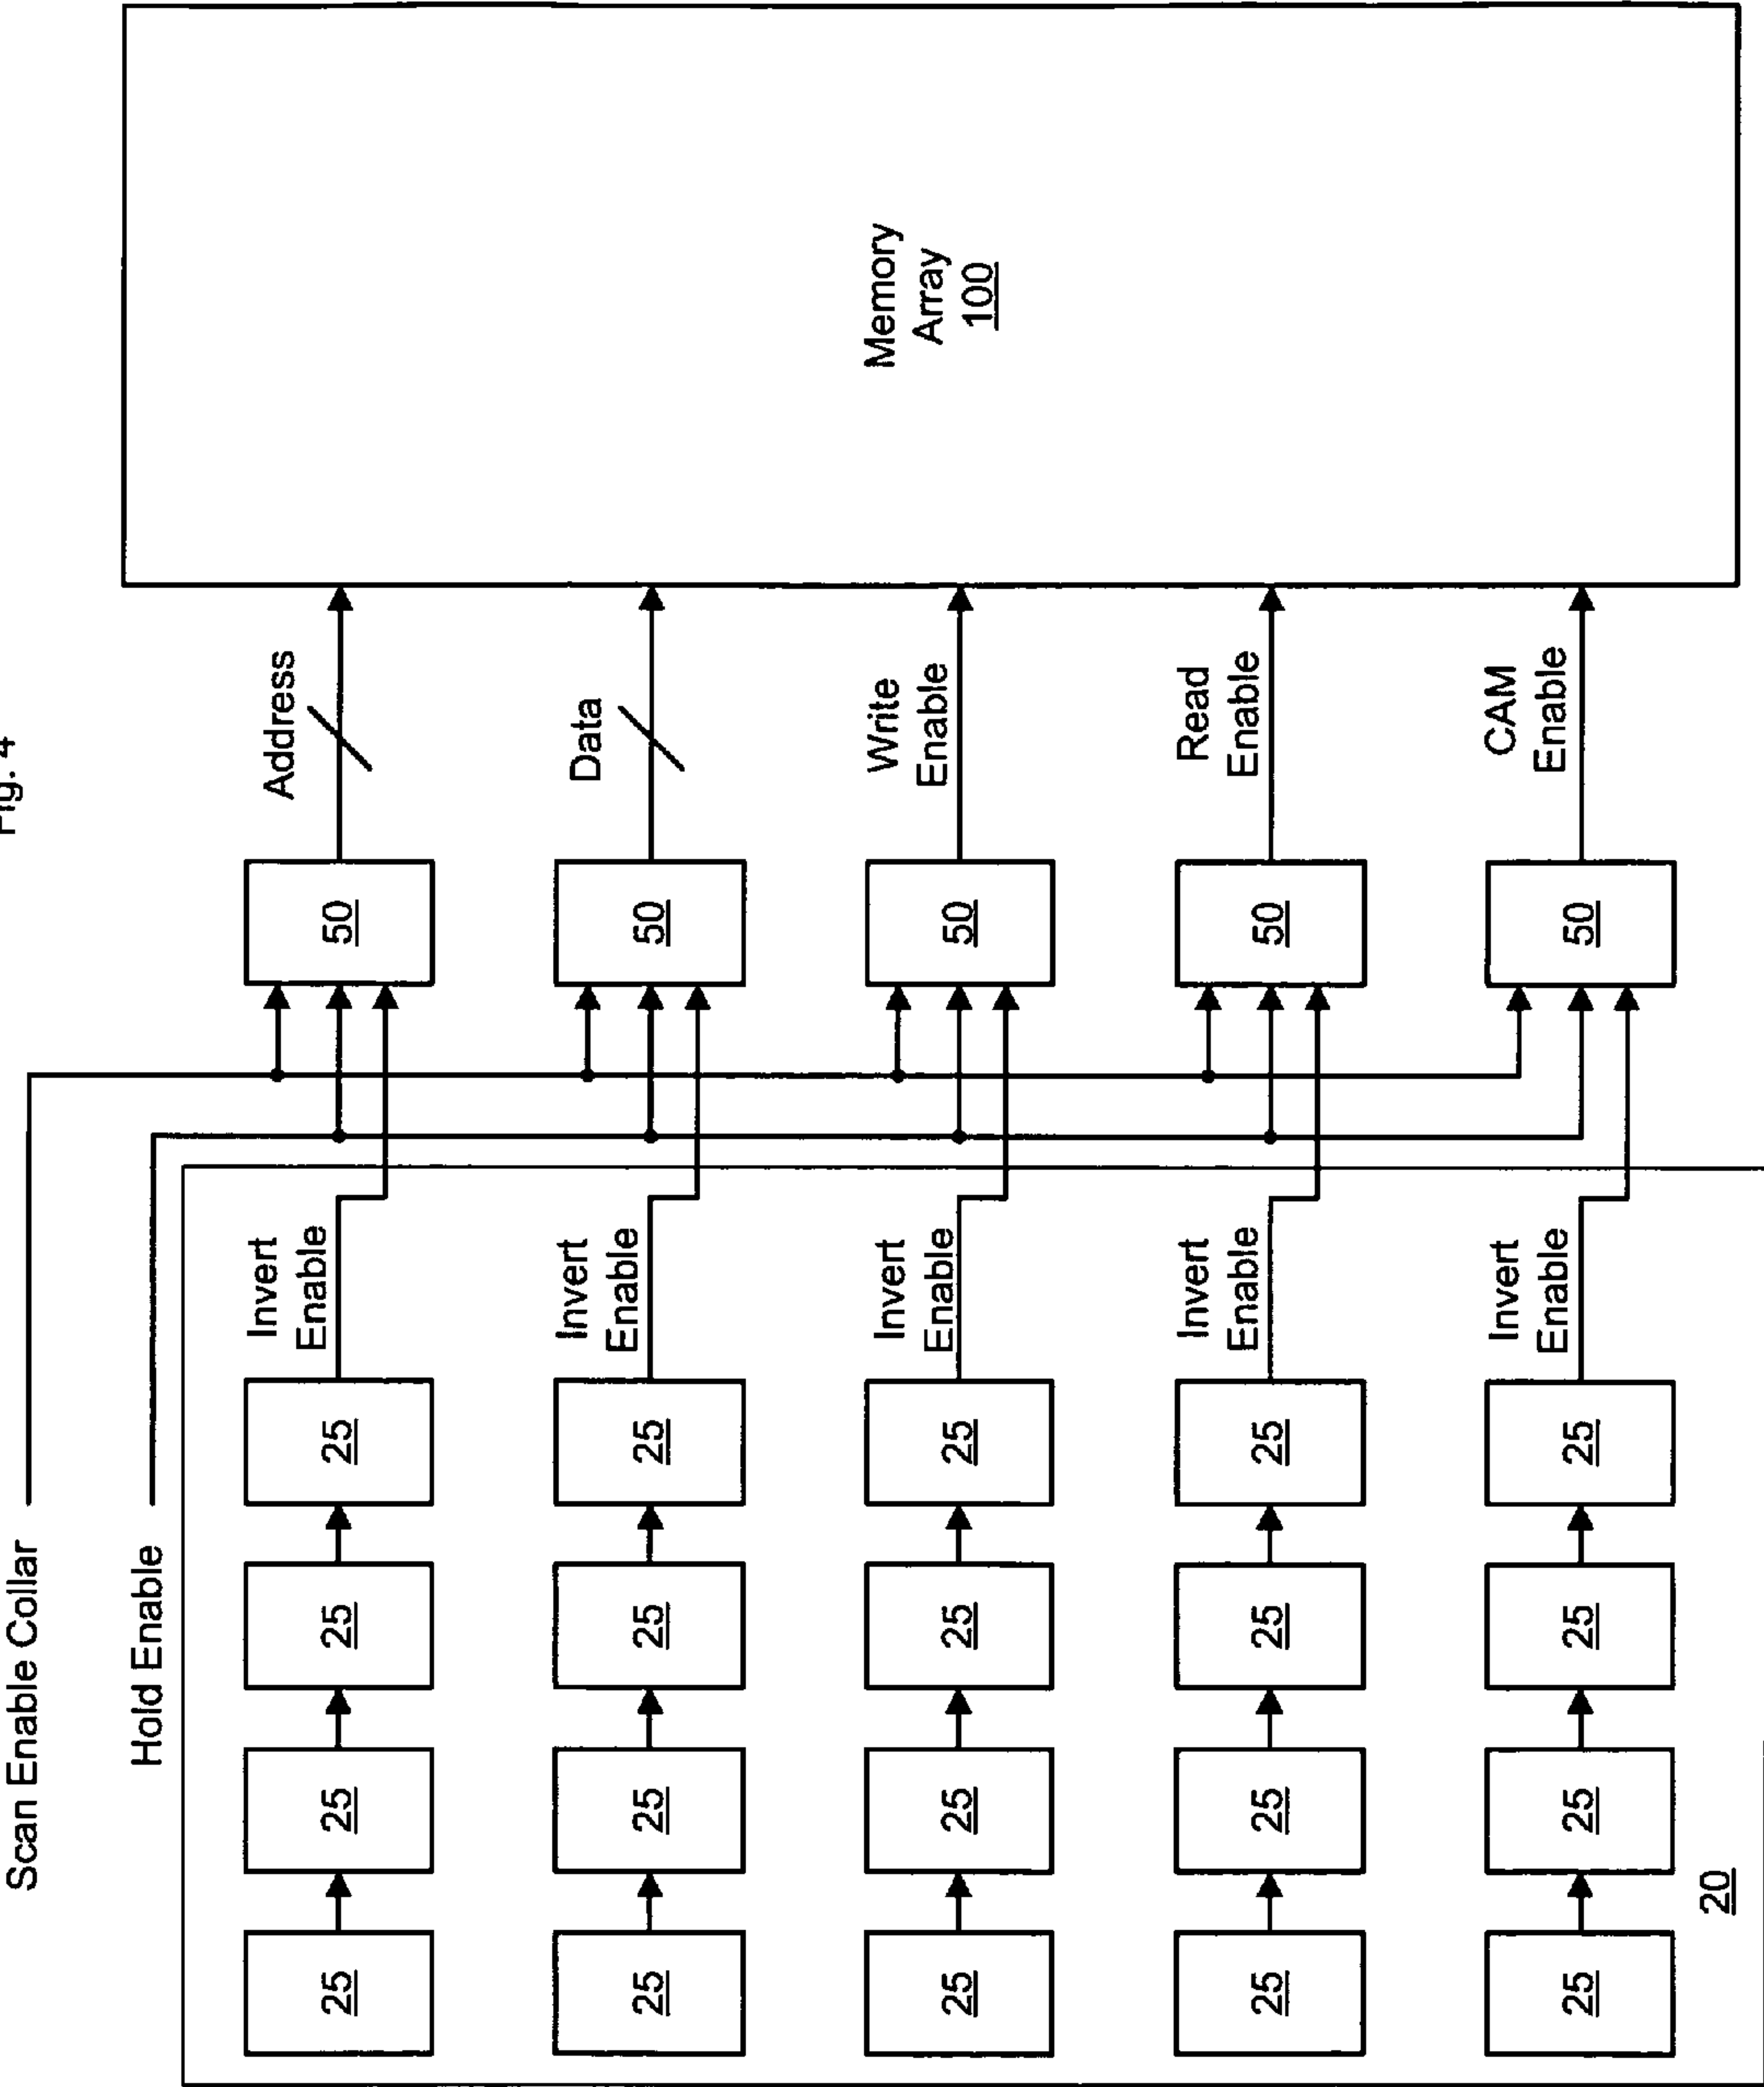 Fig. 4
Scan Enable Collar
Hold Enable
25
25
25
25
Invert
Enable
50
Address
25
25
25
25
Invert
Enable
50
Data
25
25
25
25
Invert
Enable
50
Write
Enable
25
25
25
25
Invert
Enable
50
Read
Enable
25
25
25
25
Invert
Enable
50
CAM
Enable
Memory
Array
100
20